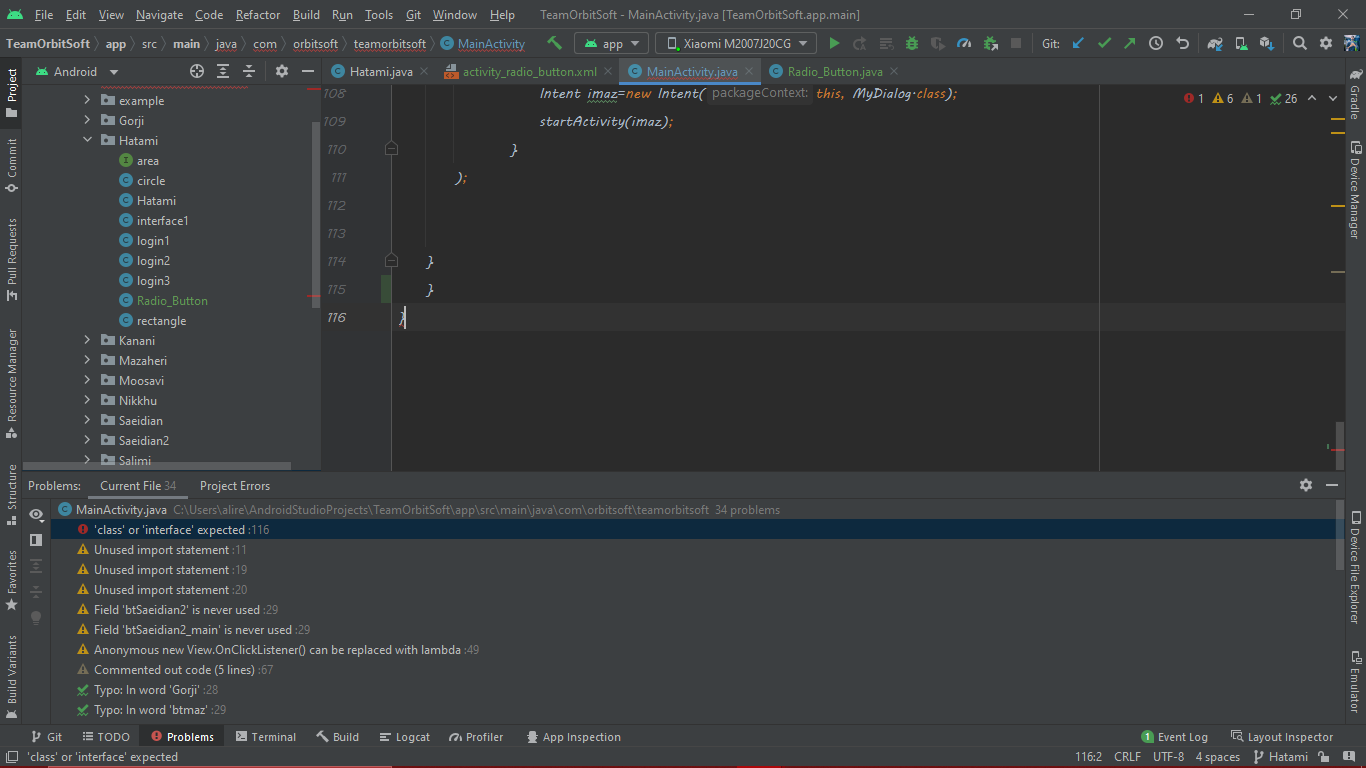 File Edit View Navigate Code Refactor Build Run Tools Git Window Help TeamOrbitSoft - MainActivity.java [TeamOrbitSoft.app.main]
TeamOrbitSoft app src main java com orbitsoft teamorbitsoft MainActivity app Xiaomi M2007J20CG Git:
Android Hatami.java activity_radio_button.xml MainActivity.java Radio_Button.java
Project
Commit
Pull Requests
Resource Manager
Structure
Favorites
Build Variants
example
Gorji
Hatami
area
circle
Hatami
interface1
login1
login2
login3
Radio_Button
rectangle
Kanani
Mazaheri
Moosavi
Nikkhu
Saeidian
Saeidian2
Salimi
108 Intent imaz=new Intent( packageContext: this, MyDialog.class); 1 6 1 26
109 startActivity(imaz);
110 }
111 );
112
113
114 }
115 }
116 }
Gradle
Device Manager
Device File Explorer
Emulator
Problems: Current File 34 Project Errors
MainActivity.java C:\Users\alire\AndroidStudioProjects\TeamOrbitSoft\app\src\main\java\com\orbitsoft\teamorbitsoft 34 problems
'class' or 'interface' expected :116
Unused import statement :11
Unused import statement :19
Unused import statement :20
Field 'btSaeidian2' is never used :29
Field 'btSaeidian2_main' is never used :29
Anonymous new View.OnClickListener() can be replaced with lambda :49
Commented out code (5 lines) :67
Typo: In word 'Gorji' :28
Typo: In word 'btmaz' :29
Git TODO Problems Terminal Build Logcat Profiler App Inspection 1 Event Log Layout Inspector
'class' or 'interface' expected 116:2 CRLF UTF-8 4 spaces Hatami